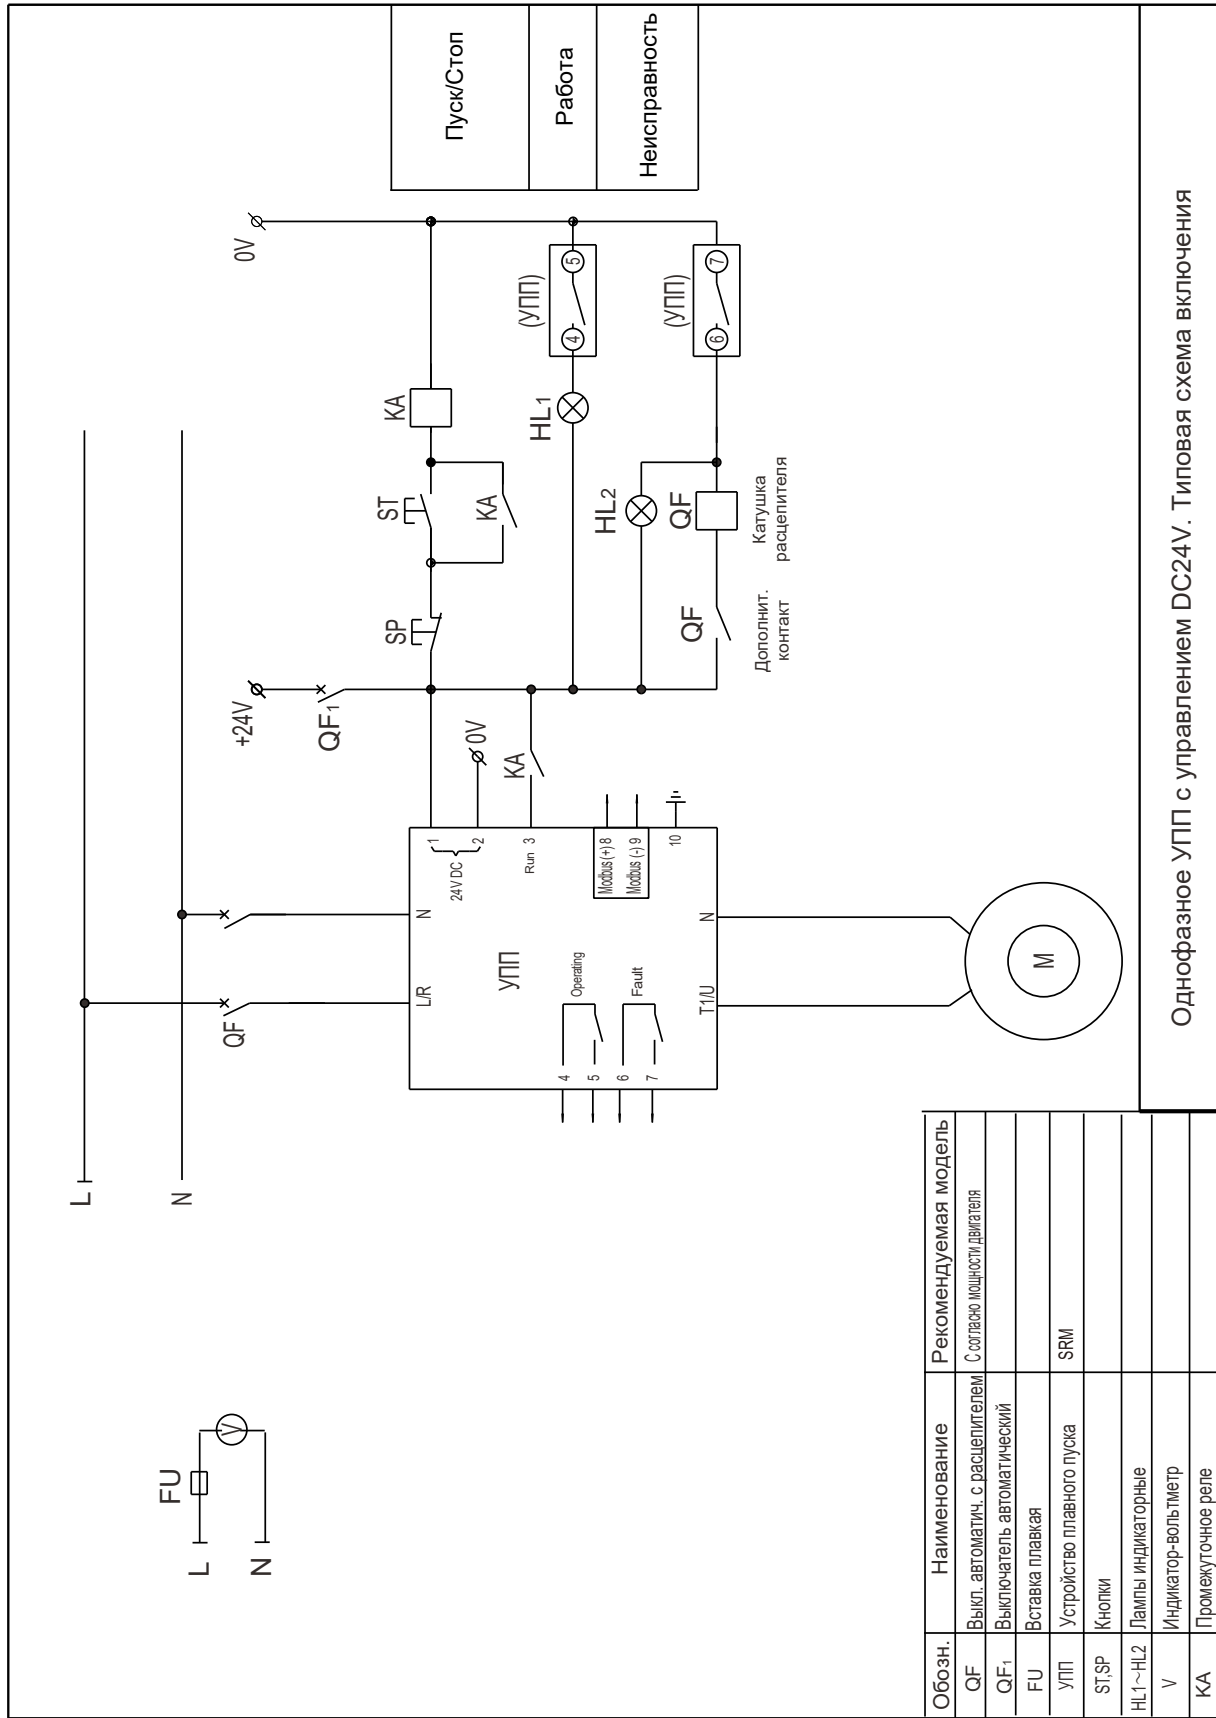 L
N
FU
V
L
N
QF
L/R
N
УПП
24V DC
1
2
Run 3
Modbus (+) 8
Modbus (-) 9
10
Operating
Fault
4
5
6
7
T1/U
N
M
+24V
QF1
0V
KA
SP
ST
KA
KA
0V
HL1
(УПП)
4
5
HL2
QF
Дополнит.
контакт
QF
Катушка
расцепителя
(УПП)
6
7
Пуск/Стоп
Работа
Неисправность
Обозн.
Наименование
Рекомендуемая модель
QF
Выкл. автоматич. с расцепителем
С согласно мощности двигателя
QF1
Выключатель автоматический
FU
Вставка плавкая
УПП
Устройство плавного пуска
SRM
ST,SP
Кнопки
HL1~HL2
Лампы индикаторные
V
Индикатор-вольтметр
KA
Промежуточное реле
Однофазное УПП с управлением DC24V. Типовая схема включения